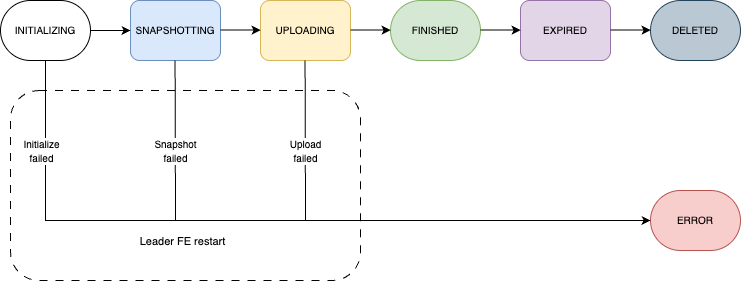 INITIALIZING
SNAPSHOTTING
UPLOADING
FINISHED
EXPIRED
DELETED
Initialize
failed
Snapshot
failed
Upload
failed
ERROR
Leader FE restart